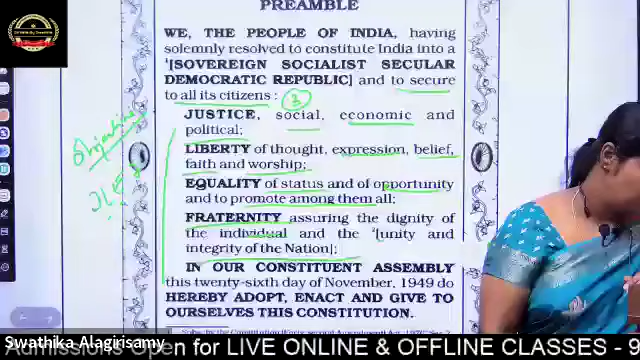 PREAMBLE
WE, THE PEOPLE OF INDIA, having
solemnly resolved to constitute India into a
¹[SOVEREIGN SOCIALIST SECULAR
DEMOCRATIC REPUBLIC] and to secure
to all its citizens :
3
JUSTICE, social, economic and
political;
LIBERTY of thought, expression, belief,
faith and worship;
EQUALITY of status and of opportunity
and to promote among them all;
FRATERNITY assuring the dignity of
the individual and the ²[unity and
integrity of the Nation];
IN OUR CONSTITUENT ASSEMBLY
this twenty-sixth day of November, 1949 do
HEREBY ADOPT, ENACT AND GIVE TO
OURSELVES THIS CONSTITUTION.
Objective
JLEF
Swathika Alagirisamy
Admissions Open for LIVE ONLINE & OFFLINE CLASSES - 9